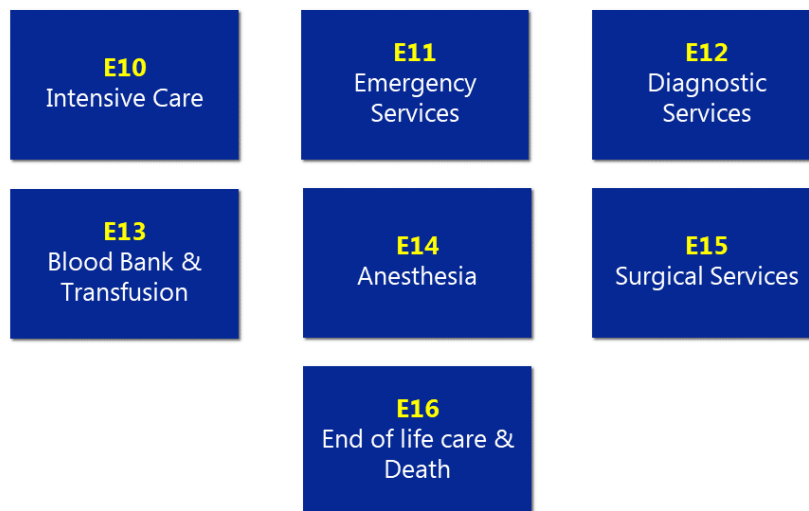 E10
Intensive Care
E11
Emergency
Services
E12
Diagnostic
Services
E13
Blood Bank &
Transfusion
E14
Anesthesia
E15
Surgical Services
E16
End of life care &
Death